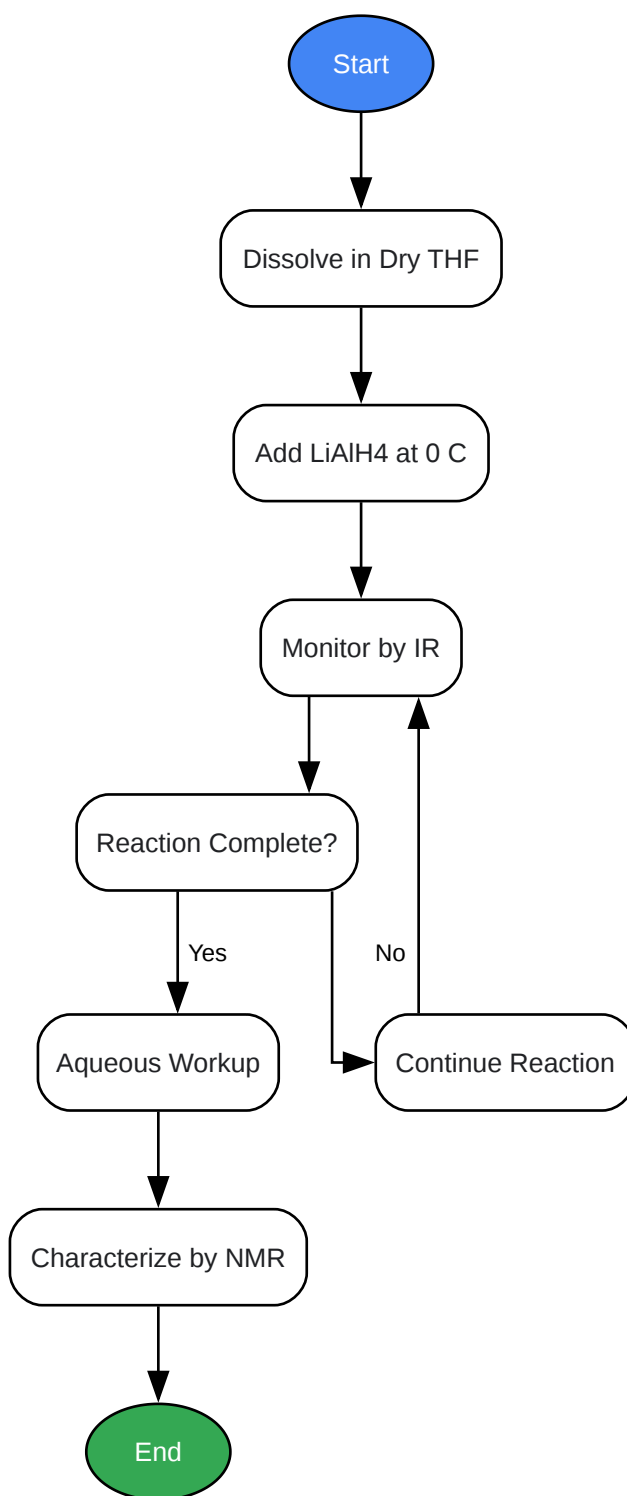 Start
Dissolve in Dry THF
Add LiAlH4 at 0 C
Monitor by IR
Reaction Complete?
Yes
No
Aqueous Workup
Continue Reaction
Characterize by NMR
End